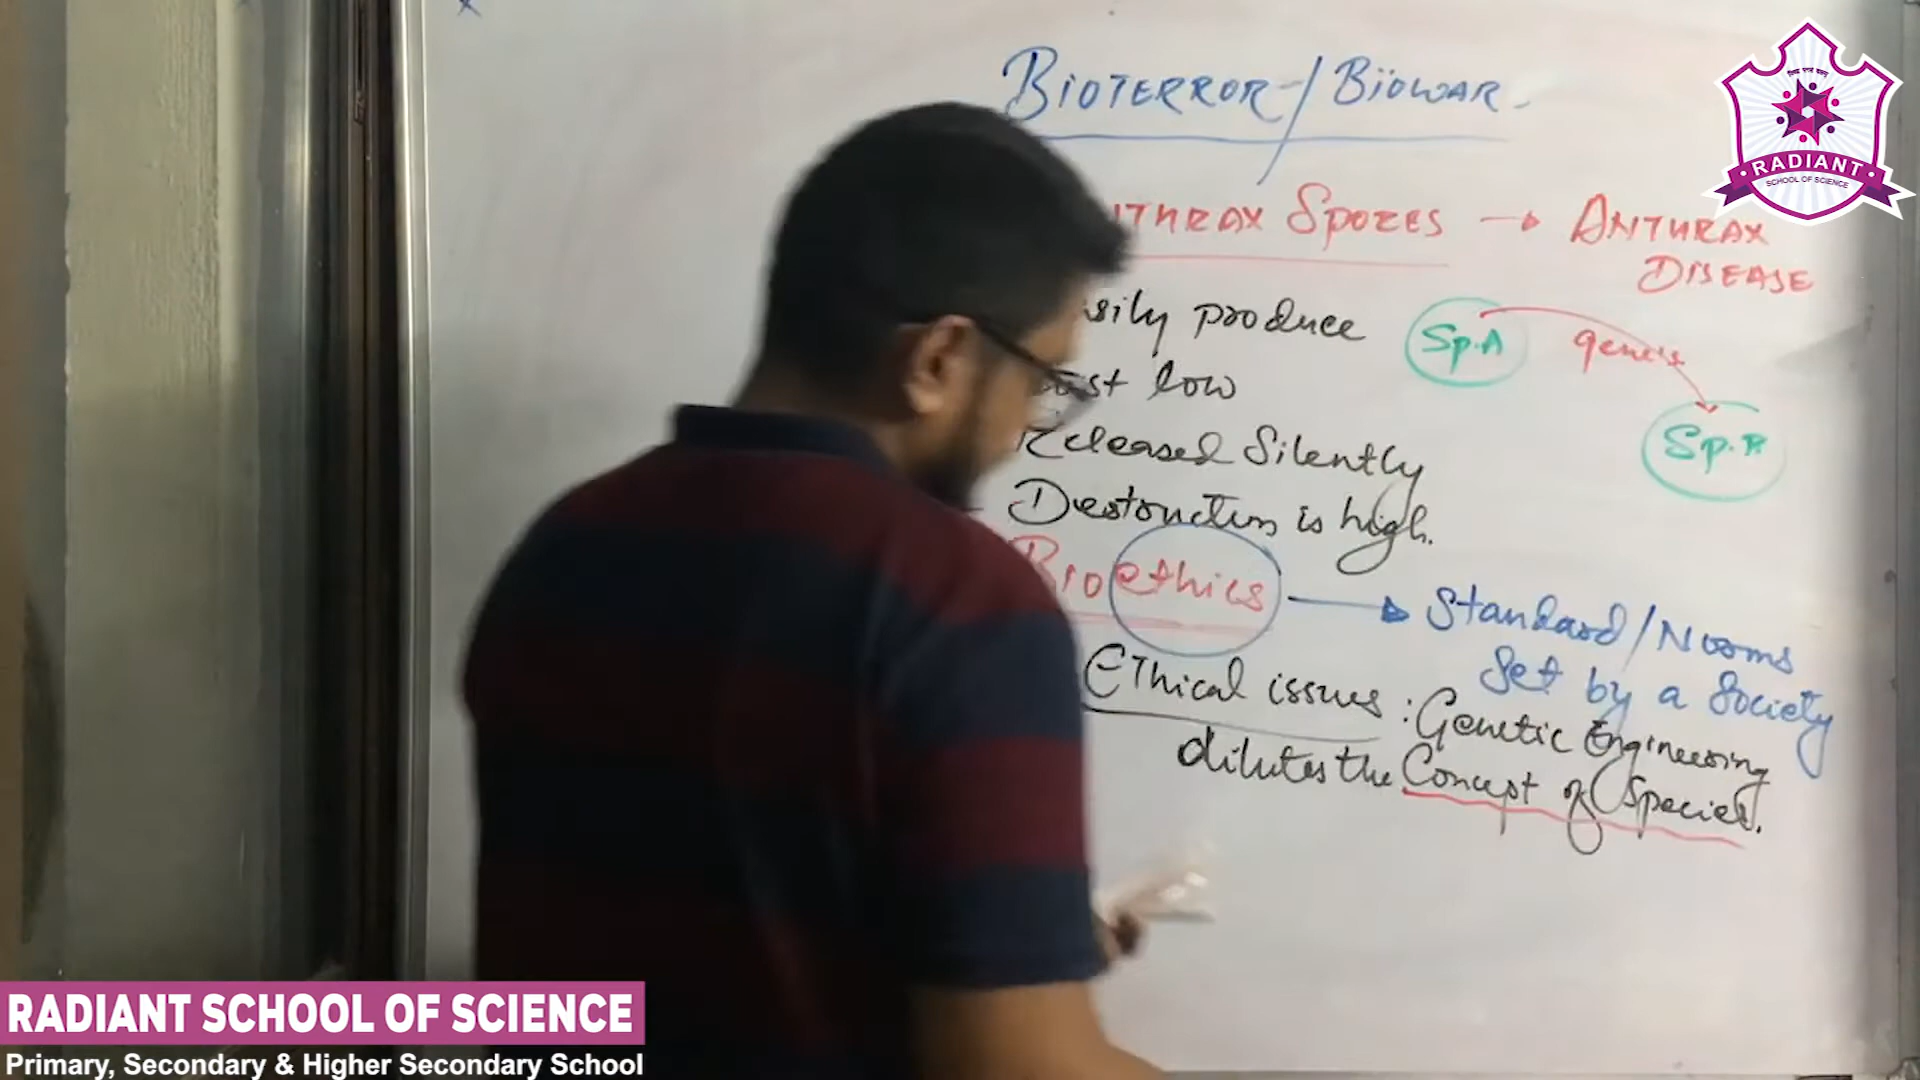 BIOTERROR / BIOWAR
THRAX SPORES → ANTHRAX
DISEASE
sily produce
Sp.A
genes
low
Released Silently
Sp.B
Destruction is high.
Bioethics → Standard/Norms
Set by a Society
Ethical issues : Genetic Engineering
dilutes the Concept of Species.
RADIANT
SCHOOL OF SCIENCE
RADIANT SCHOOL OF SCIENCE
Primary, Secondary & Higher Secondary School